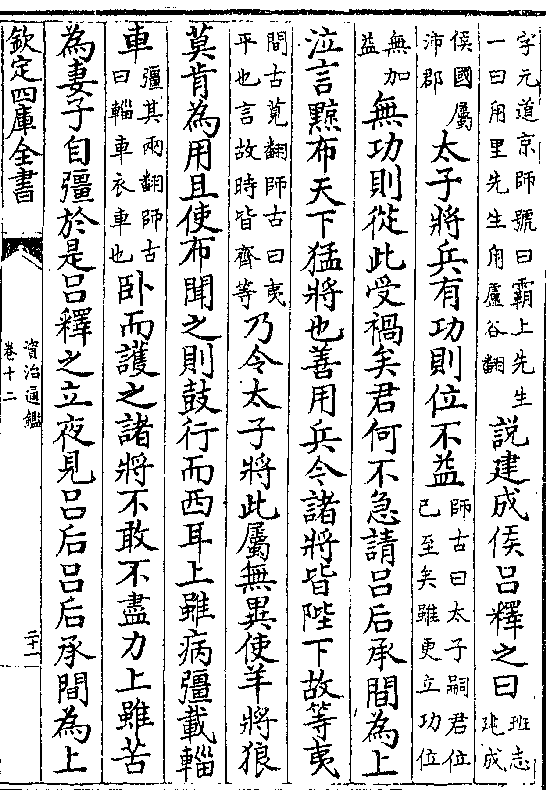 字元道京師號曰霸上先生
一曰甪里先生甪盧谷翻
說建成侯呂釋之曰
班志
建成
侯國屬
沛郡
太子將兵有功則位不益
師古曰太子嗣君位
已至矣雖更立功位
無加
益
無功則從此受禍矣君何不急請呂后承間為上
泣言黥布天下猛將也善用兵今諸將皆陛下故等夷
間古莧翻師古曰夷
平也言故時皆齊等
乃令太子將此屬無異使羊將狼
莫肯為用且使布聞之則鼓行而西耳上雖病彊載輜
車
彊其兩翻師古
曰輜車衣車也
卧而護之諸將不敢不盡力上雖苦
為妻子自彊於是呂釋之立夜見呂后呂后承間為上
欽定四庫全書
資治通鑑
卷十二
二十一